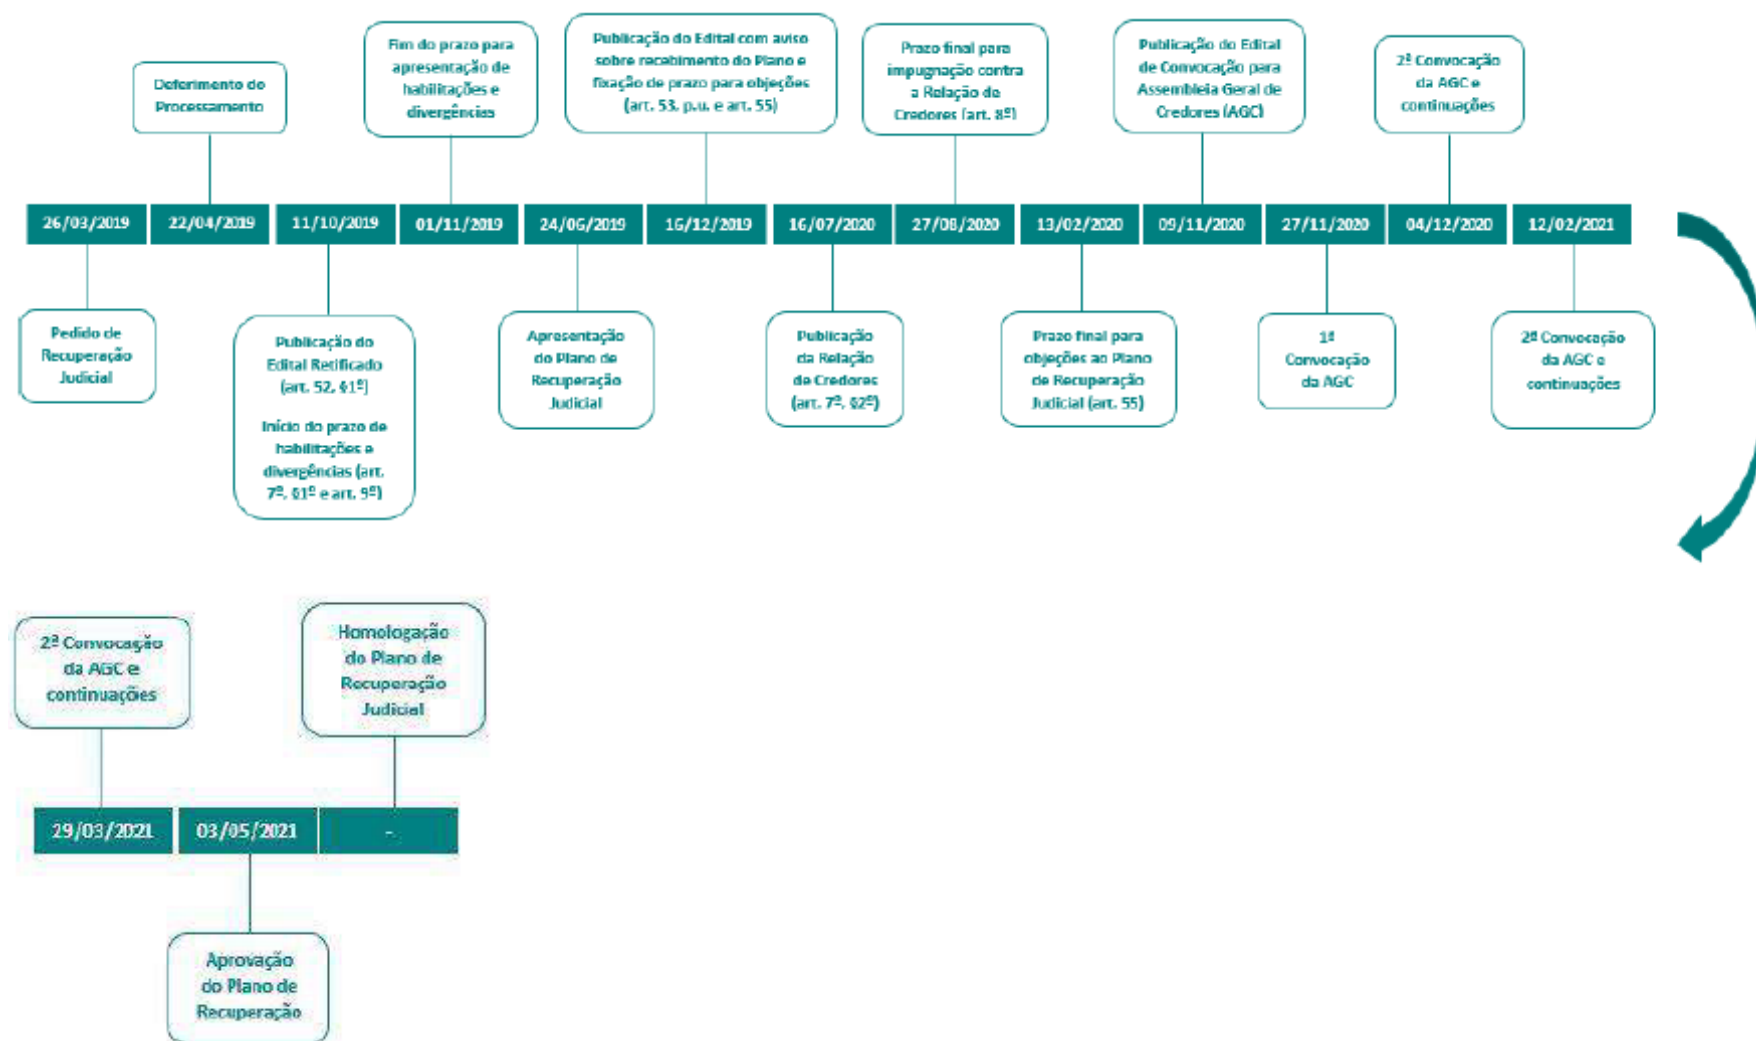 Deferimento do
Processamento
Fim do prazo para
apresentação de
habilitações e
divergências
Publicação do Edital com aviso
sobre recebimento do Plano e
fixação de prazo para objeções
(art. 53, p.u. e art. 55)
Prazo final para
impugnação contra
a Relação de
Credores (art. 8º)
Publicação do Edital
de Convocação para
Assembleia Geral de
Credores (AGC)
2ª Convocação
da AGC e
continuações
26/03/2019 22/04/2019 11/10/2019 01/11/2019 24/06/2019 16/12/2019 16/07/2020 27/08/2020 13/02/2020 09/11/2020 27/11/2020 04/12/2020 12/02/2021
Pedido de
Recuperação
Judicial
Publicação do
Edital Retificado
(art. 52, §1º)
Início do prazo de
habilitações e
divergências (art.
7º, §1º e art. 9º)
Apresentação
do Plano de
Recuperação
Judicial
Publicação
da Relação
de Credores
(art. 7º, §2º)
Prazo final para
objeções ao Plano
de Recuperação
Judicial (art. 55)
1ª
Convocação
da AGC
2ª Convocação
da AGC e
continuações
2ª Convocação
da AGC e
continuações
Homologação
do Plano de
Recuperação
Judicial
29/03/2021 03/05/2021 -
Aprovação
do Plano de
Recuperação